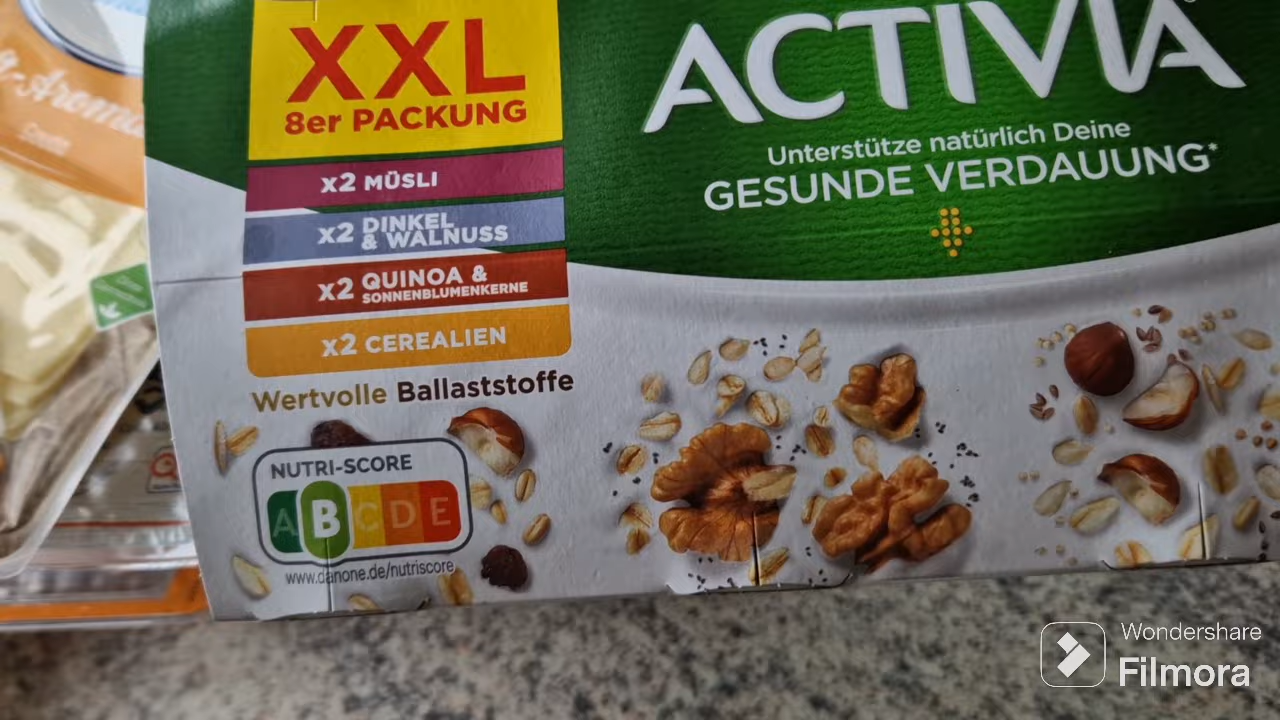 XXL
8er PACKUNG
x2 MÜSLI
x2 DINKEL
& WALNUSS
x2 QUINOA &
SONNENBLUMENKERNE
x2 CEREALIEN
Wertvolle Ballaststoffe
NUTRI-SCORE
A B C D E
www.danone.de/nutriscore
ACTIVIA
Unterstütze natürlich Deine
GESUNDE VERDAUUNG*
Wondershare
Filmora